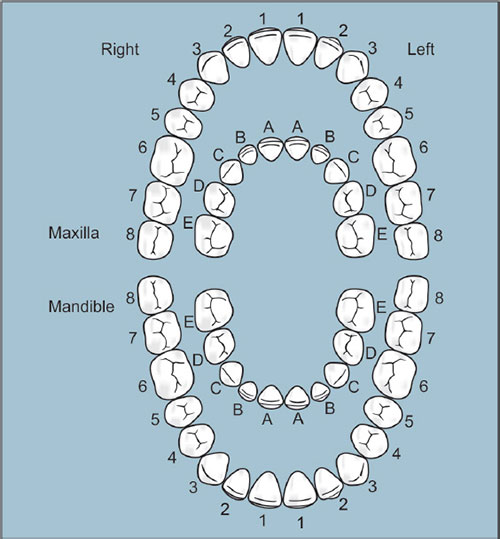 1 1
2 2
Right 3 3 Left
4 4
5 A A 5
B B
6 C C 6
D D
7 7
E E
Maxilla 8 8
Mandible 8 8
E E
7 7
D D
6 C C 6
B B
5 A A 5
4 4
3 3
2 2
1 1